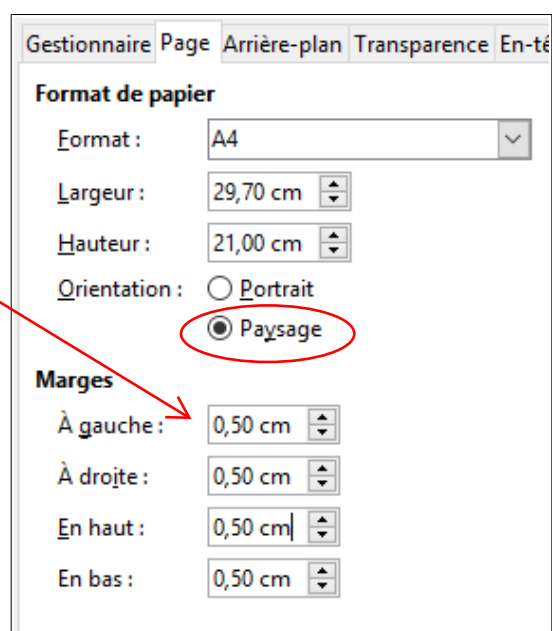 Gestionnaire Page Arrière-plan Transparence En-té
Format de papier
Format : A4
Largeur : 29,70 cm
Hauteur : 21,00 cm
Orientation : Portrait
Paysage
Marges
À gauche : 0,50 cm
À droite : 0,50 cm
En haut : 0,50 cm
En bas : 0,50 cm